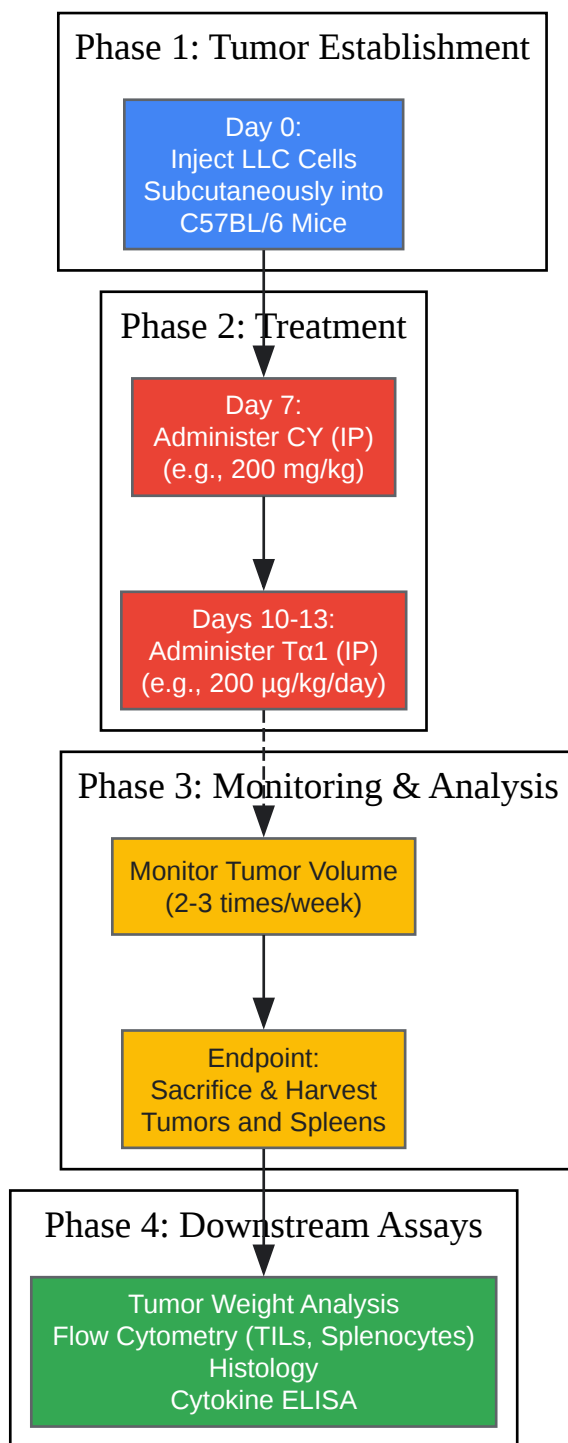 Phase 1: Tumor Establishment
Day 0:
Inject LLC Cells
Subcutaneously into
C57BL/6 Mice
Phase 2: Treatment
Day 7:
Administer CY (IP)
(e.g., 200 mg/kg)
Days 10-13:
Administer Tα1 (IP)
(e.g., 200 µg/kg/day)
Phase 3: Monitoring & Analysis
Monitor Tumor Volume
(2-3 times/week)
Endpoint:
Sacrifice & Harvest
Tumors and Spleens
Phase 4: Downstream Assays
Tumor Weight Analysis
Flow Cytometry (TILs, Splenocytes)
Histology
Cytokine ELISA